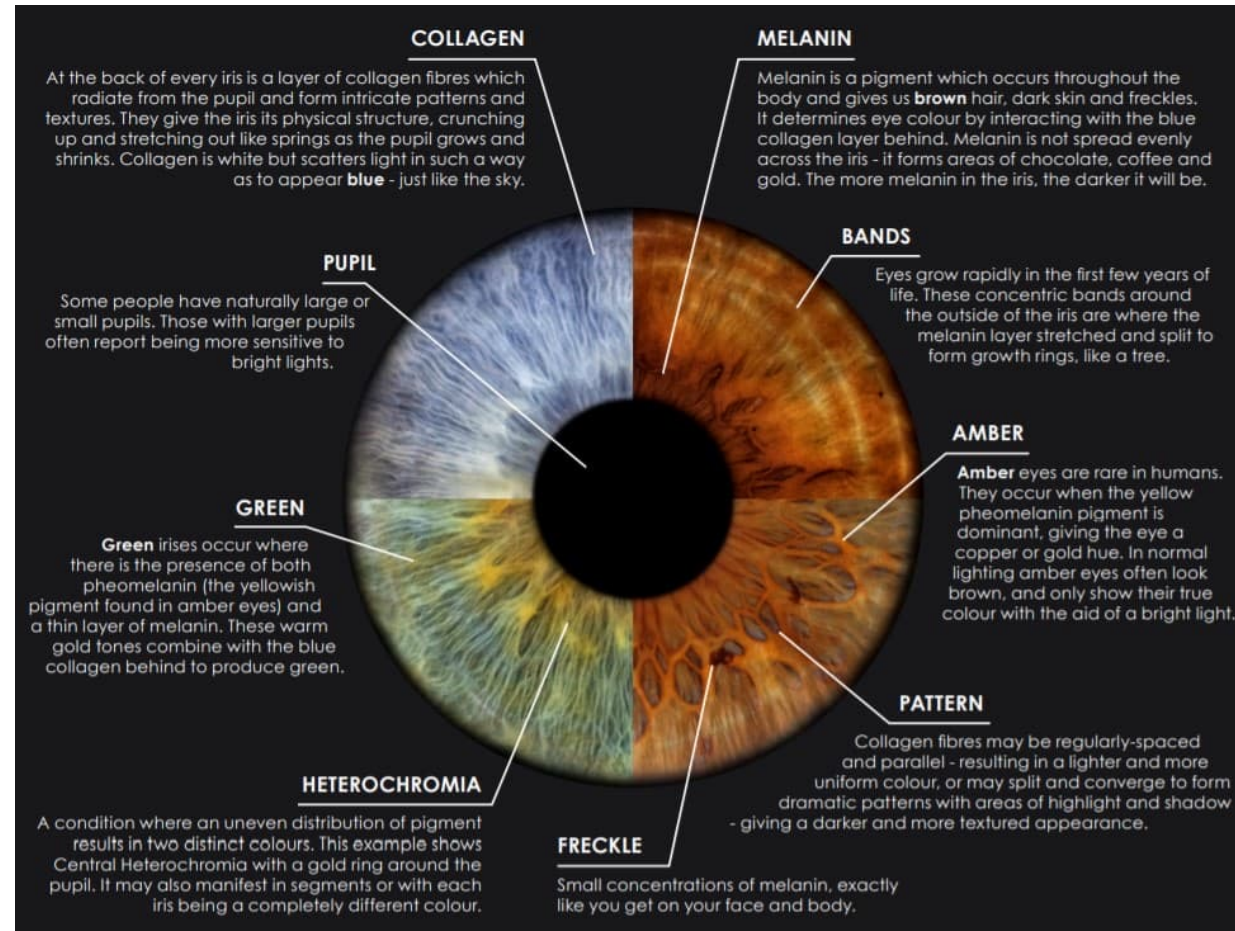 COLLAGEN
At the back of every iris is a layer of collagen fibres which
radiate from the pupil and form intricate patterns and
textures. They give the iris its physical structure, crunching
up and stretching out like springs as the pupil grows and
shrinks. Collagen is white but scatters light in such a way
as to appear blue - just like the sky.
MELANIN
Melanin is a pigment which occurs throughout the
body and gives us brown hair, dark skin and freckles.
It determines eye colour by interacting with the blue
collagen layer behind. Melanin is not spread evenly
across the iris - it forms areas of chocolate, coffee and
gold. The more melanin in the iris, the darker it will be.
PUPIL
Some people have naturally large or
small pupils. Those with larger pupils
often report being more sensitive to
bright lights.
BANDS
Eyes grow rapidly in the first few years of
life. These concentric bands around
the outside of the iris are where the
melanin layer stretched and split to
form growth rings, like a tree.
AMBER
Amber eyes are rare in humans.
They occur when the yellow
pheomelanin pigment is
dominant, giving the eye a
copper or gold hue. In normal
lighting amber eyes often look
brown, and only show their true
colour with the aid of a bright light.
GREEN
Green irises occur where
there is the presence of both
pheomelanin (the yellowish
pigment found in amber eyes) and
a thin layer of melanin. These warm
gold tones combine with the blue
collagen behind to produce green.
PATTERN
Collagen fibres may be regularly-spaced
and parallel - resulting in a lighter and more
uniform colour, or may split and converge to form
dramatic patterns with areas of highlight and shadow
- giving a darker and more textured appearance.
HETEROCHROMIA
A condition where an uneven distribution of pigment
results in two distinct colours. This example shows
Central Heterochromia with a gold ring around the
pupil. It may also manifest in segments or with each
iris being a completely different colour.
FRECKLE
Small concentrations of melanin, exactly
like you get on your face and body.